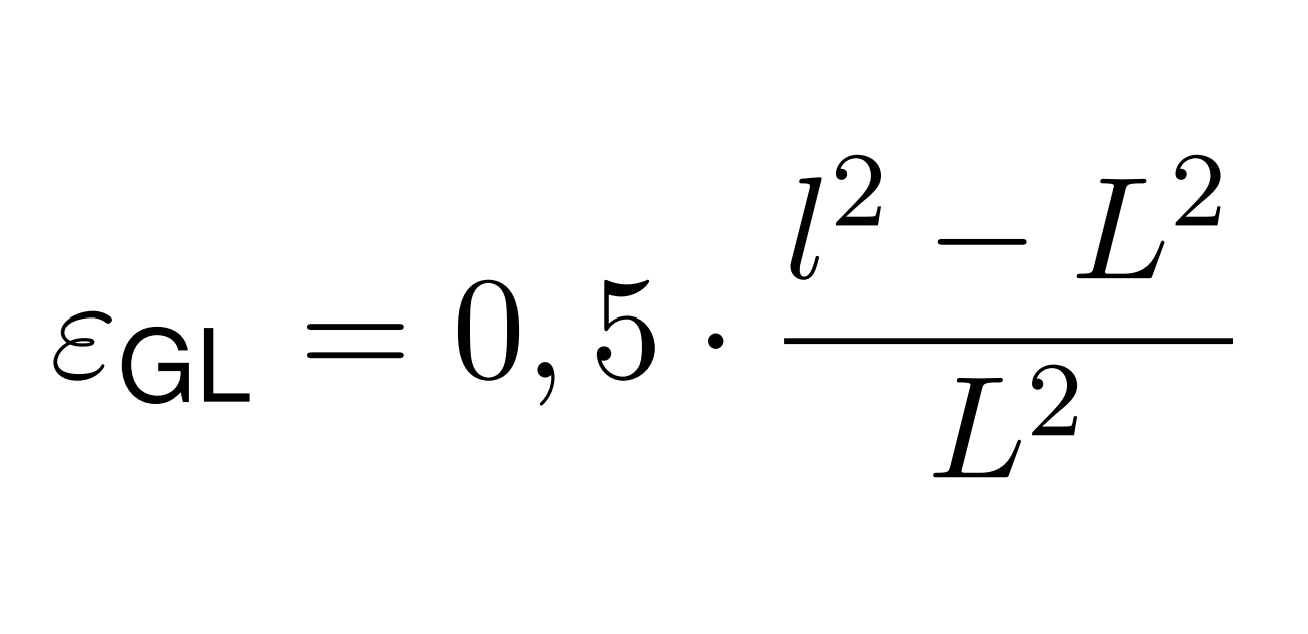 ε_GL = 0,5 · (l² − L²) / L²